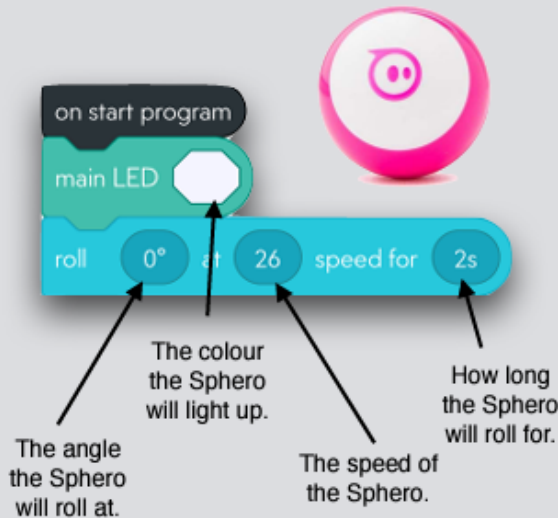 on start program
main LED
roll 0° at 26 speed for 2s
The colour
the Sphero
will light up.
How long
the Sphero
will roll for.
The angle
the Sphero
will roll at.
The speed of
the Sphero.